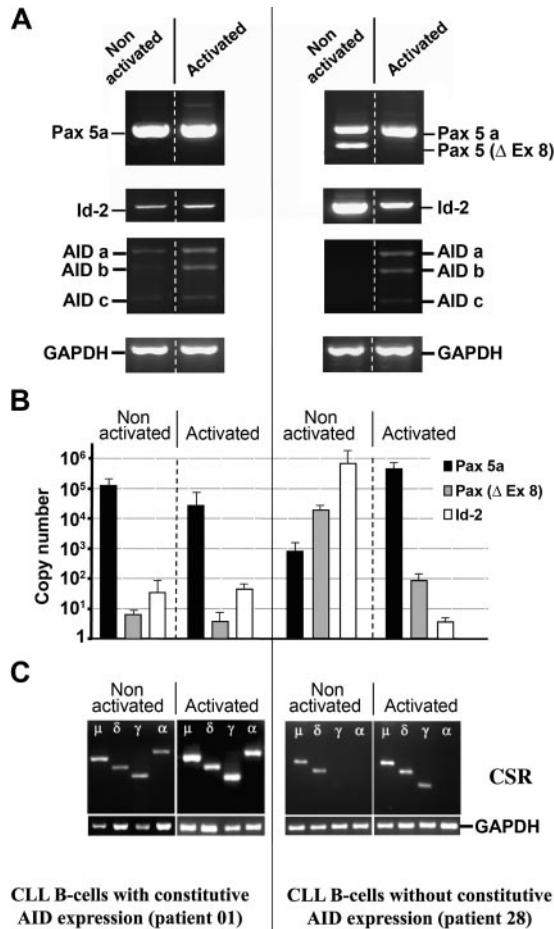 A
Non activated
Activated
Non activated
Activated
Pax 5a
Pax 5 a
Pax 5 (Δ Ex 8)
Id-2
Id-2
AID a
AID b
AID c
AID a
AID b
AID c
GAPDH
GAPDH
B
Non activated
Activated
Non activated
Activated
Copy number
10⁶
10⁵
10⁴
10³
10²
10¹
1
Pax 5a
Pax (Δ Ex 8)
Id-2
C
Non activated
Activated
Non activated
Activated
μ δ γ α
μ δ γ α
μ δ γ α
μ δ γ α
CSR
GAPDH
CLL B-cells with constitutive
AID expression (patient 01)
CLL B-cells without constitutive
AID expression (patient 28)